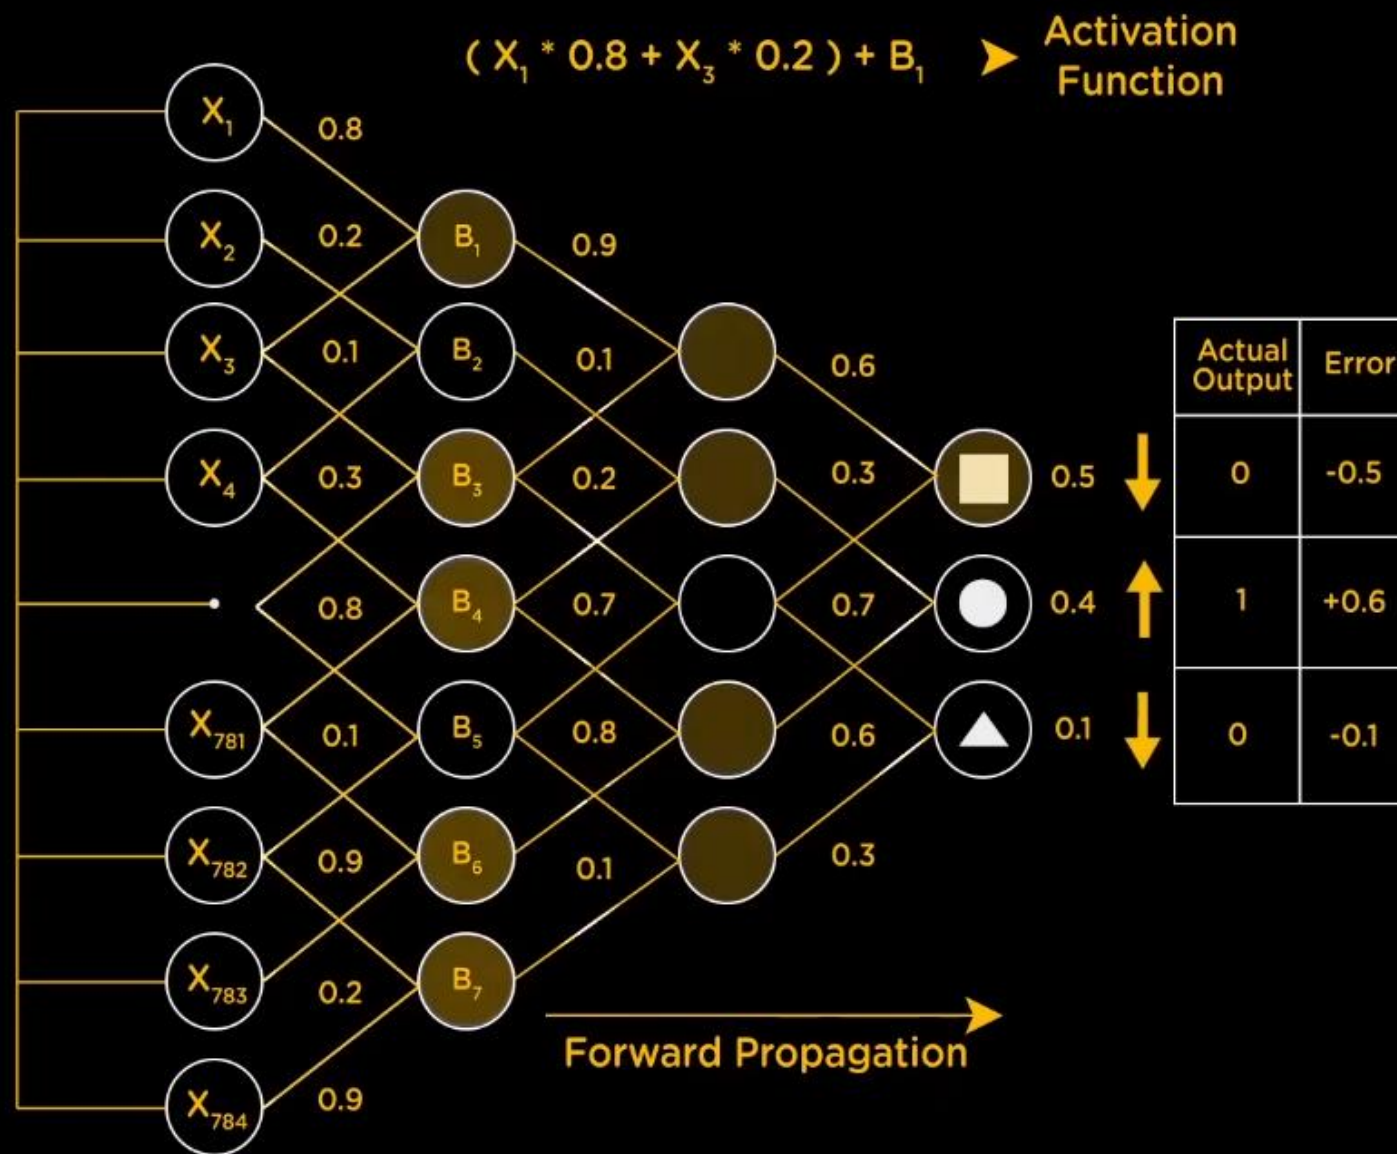 ( X₁ * 0.8 + X₃ * 0.2 ) + B₁
Activation
Function
X₁
0.8
X₂
0.2
B₁
0.9
X₃
0.1
B₂
0.1
0.6
Actual
Output
Error
X₄
0.3
B₃
0.2
0.3
0.5
0
-0.5
0.8
B₄
0.7
0.7
0.4
1
+0.6
X₇₈₁
0.1
B₅
0.8
0.6
0.1
0
-0.1
X₇₈₂
0.9
B₆
0.1
0.3
X₇₈₃
0.2
B₇
Forward Propagation
X₇₈₄
0.9